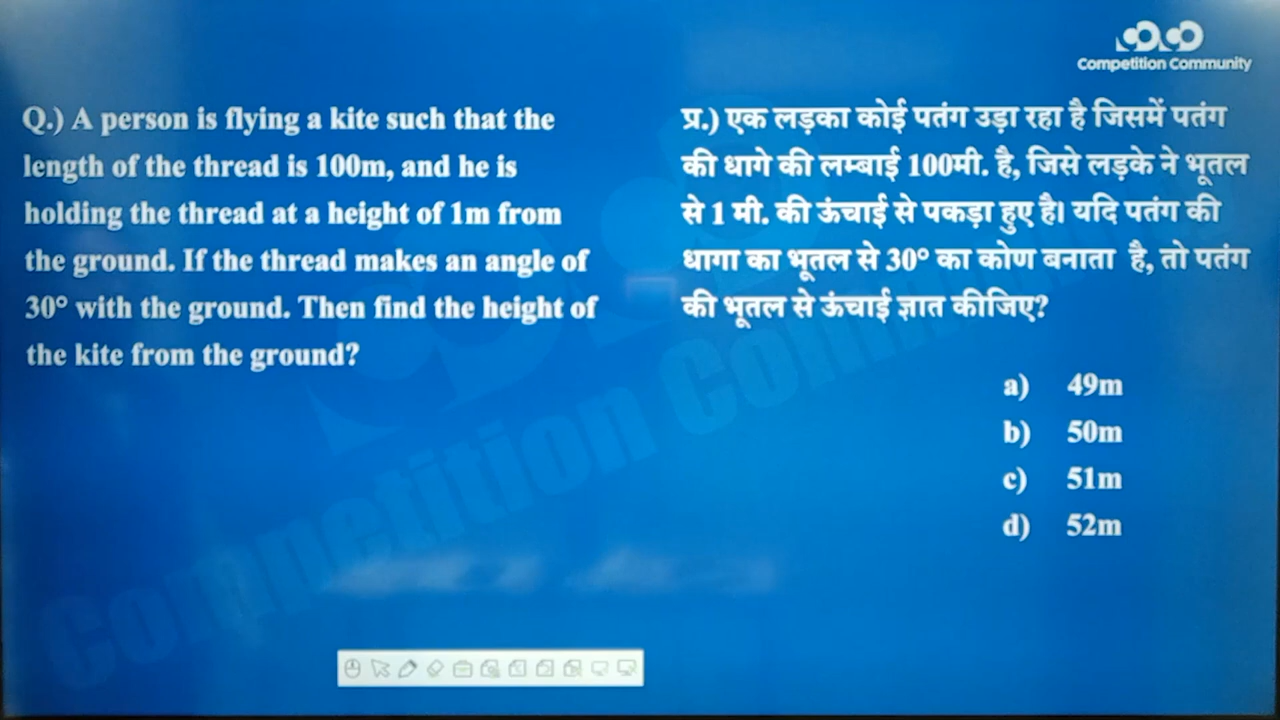 Competition Community
Q.) A person is flying a kite such that the
length of the thread is 100m, and he is
holding the thread at a height of 1m from
the ground. If the thread makes an angle of
30° with the ground. Then find the height of
the kite from the ground?
प्र.) एक लड़का कोई पतंग उड़ा रहा है जिसमें पतंग
की धागे की लम्बाई 100मी. है, जिसे लड़के ने भूतल
से 1 मी. की ऊंचाई से पकड़ा हुए है। यदि पतंग की
धागा का भूतल से 30° का कोण बनाता है, तो पतंग
की भूतल से ऊंचाई ज्ञात कीजिए?
a) 49m
b) 50m
c) 51m
d) 52m
Competition Community